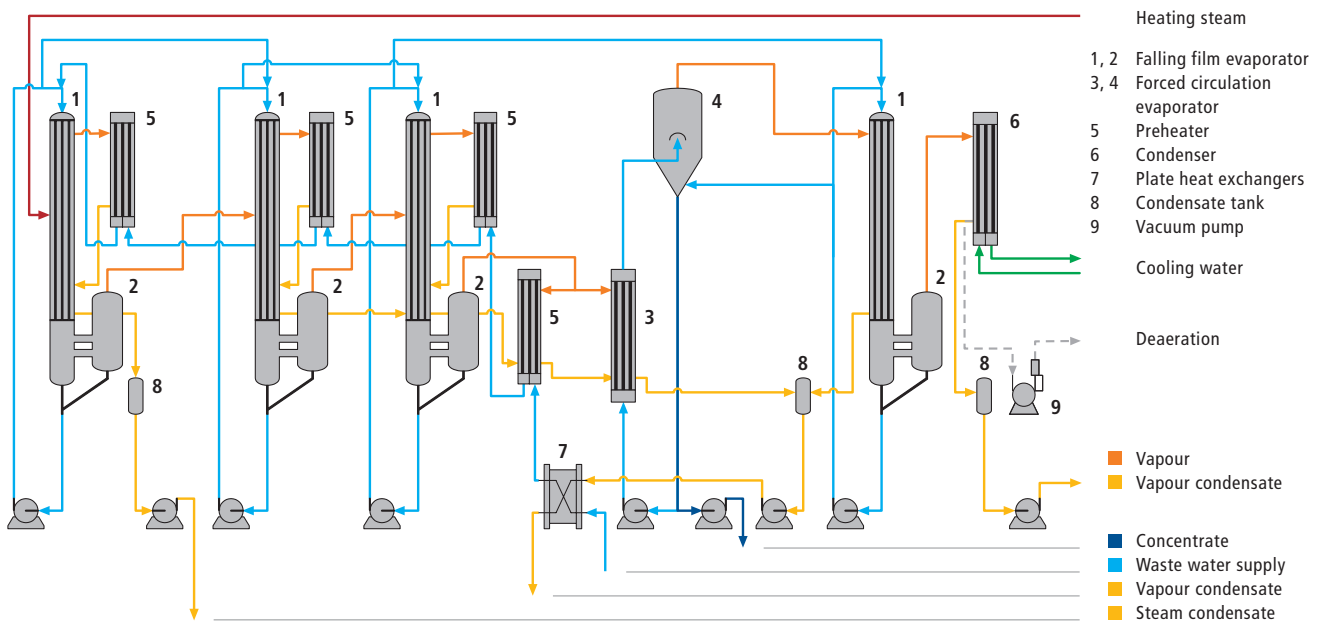 Heating steam
1, 2 Falling film evaporator
3, 4 Forced circulation
evaporator
5 Preheater
6 Condenser
7 Plate heat exchangers
8 Condensate tank
9 Vacuum pump
Cooling water
Deaeration
Vapour
Vapour condensate
Concentrate
Waste water supply
Vapour condensate
Steam condensate
1
5
1
5
1
5
4
1
6
2
2
2
5
3
2
8
8
8
9
7